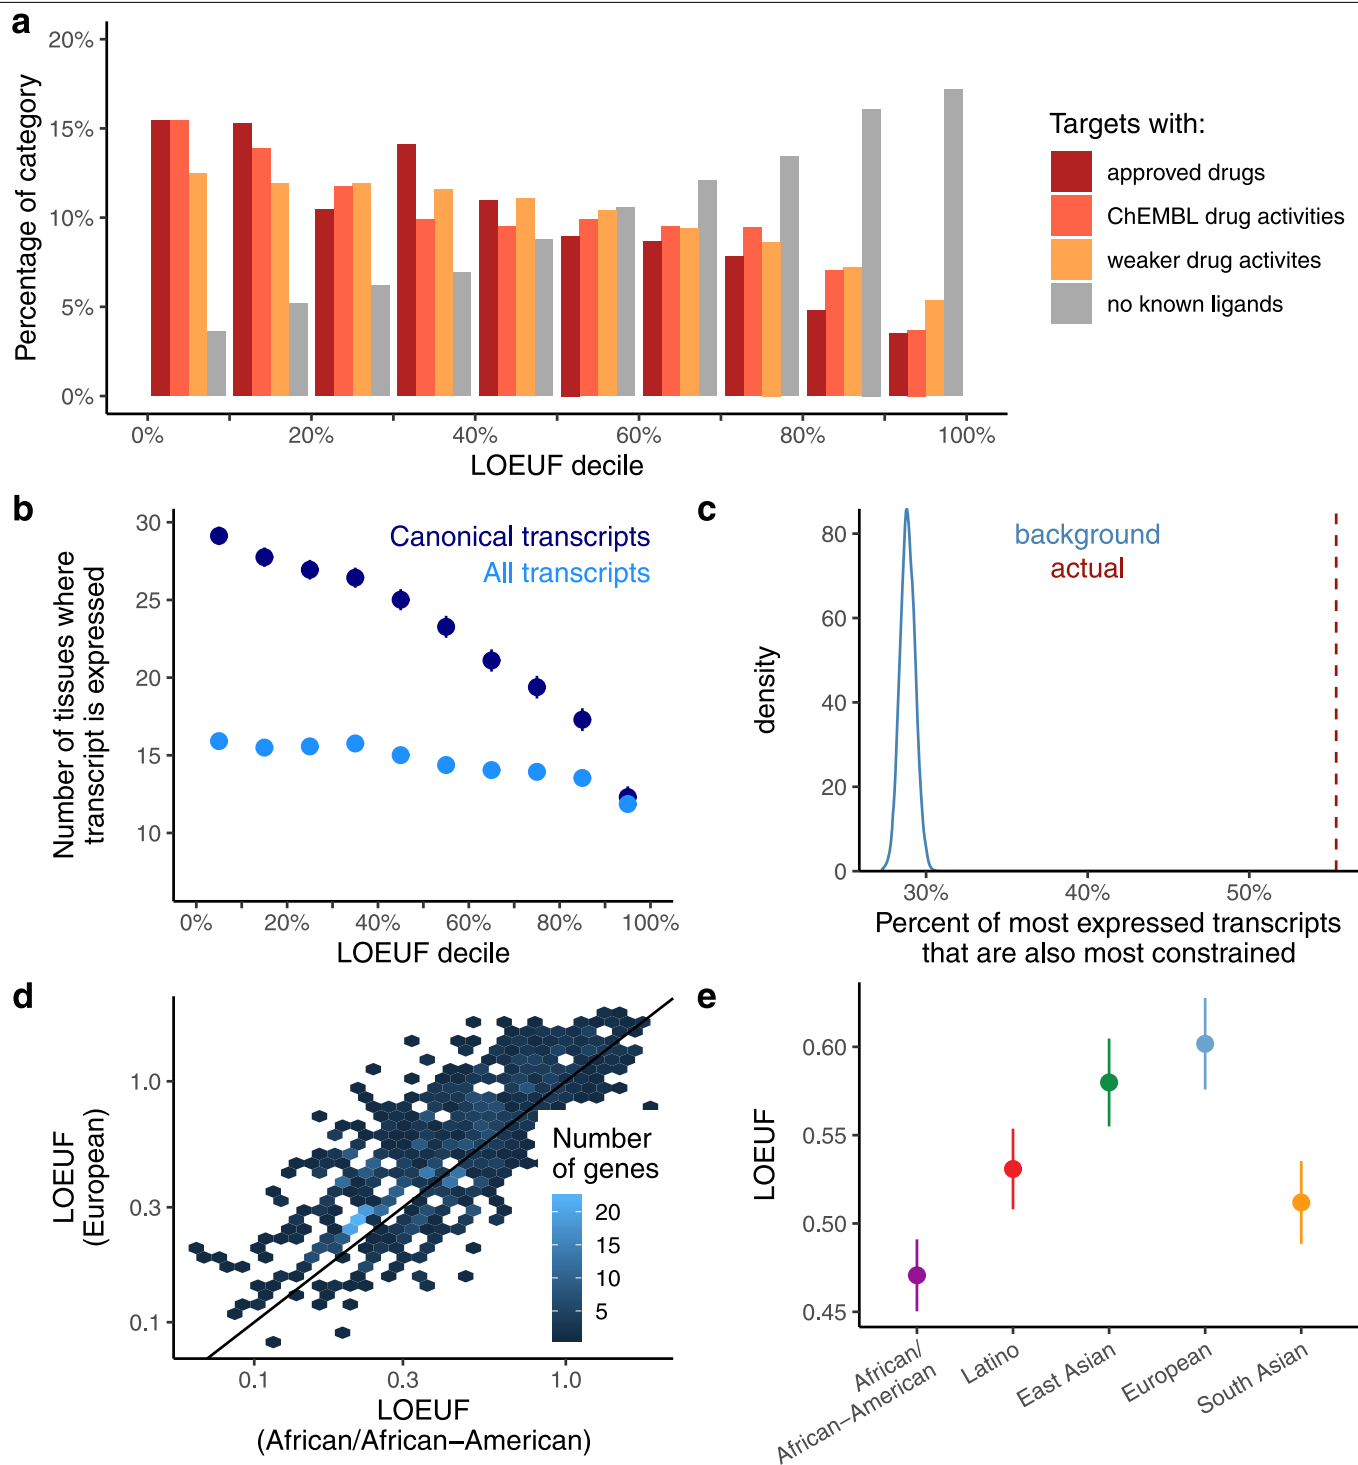 a
20%
15%
10%
5%
0%
Percentage of category
0% 20% 40% 60% 80% 100%
LOEUF decile
Targets with:
approved drugs
ChEMBL drug activities
weaker drug activites
no known ligands
b
30
25
20
15
10
Number of tissues where
transcript is expressed
Canonical transcripts
All transcripts
0% 20% 40% 60% 80% 100%
LOEUF decile
c
80
60
40
20
0
density
background
actual
30% 40% 50%
Percent of most expressed transcripts
that are also most constrained
d
1.0
0.3
0.1
LOEUF
(European)
Number
of genes
20
15
10
5
0.1 0.3 1.0
LOEUF
(African/African–American)
e
0.60
0.55
0.50
0.45
LOEUF
African/
African–American
Latino
East Asian
European
South Asian